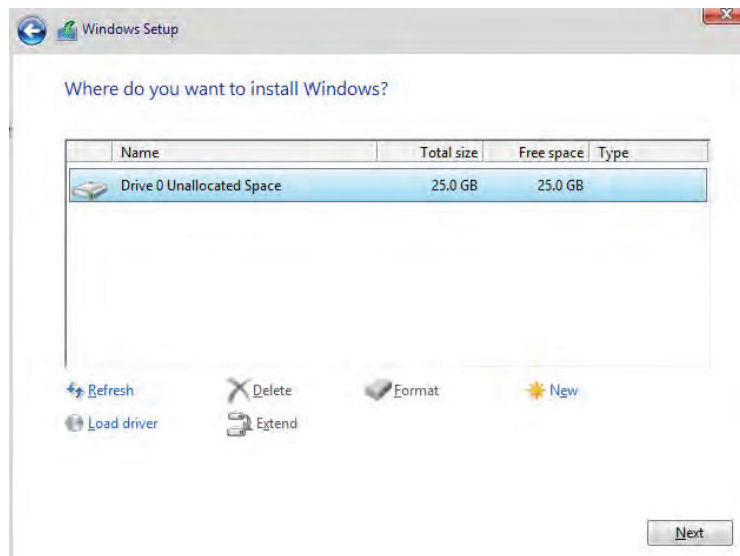 Windows Setup
Where do you want to install Windows?
Name Total size Free space Type
Drive 0 Unallocated Space 25.0 GB 25.0 GB
Refresh Delete Format New
Load driver Extend
Next